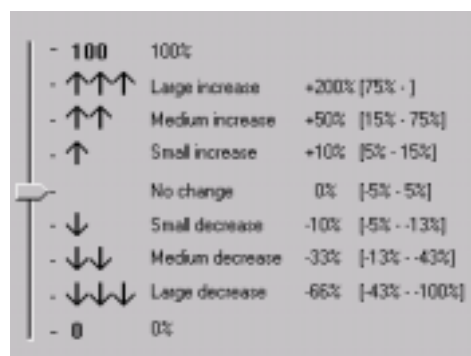 100 100%
↑↑↑ Large increase +200% [75% - ]
↑↑ Medium increase +50% [15% - 75%]
↑ Small increase +10% [5% - 15%]
No change 0% [-5% - 5%]
↓ Small decrease -10% [-5% - -13%]
↓↓ Medium decrease -33% [-13% - -43%]
↓↓↓ Large decrease -66% [-43% - -100%]
0 0%